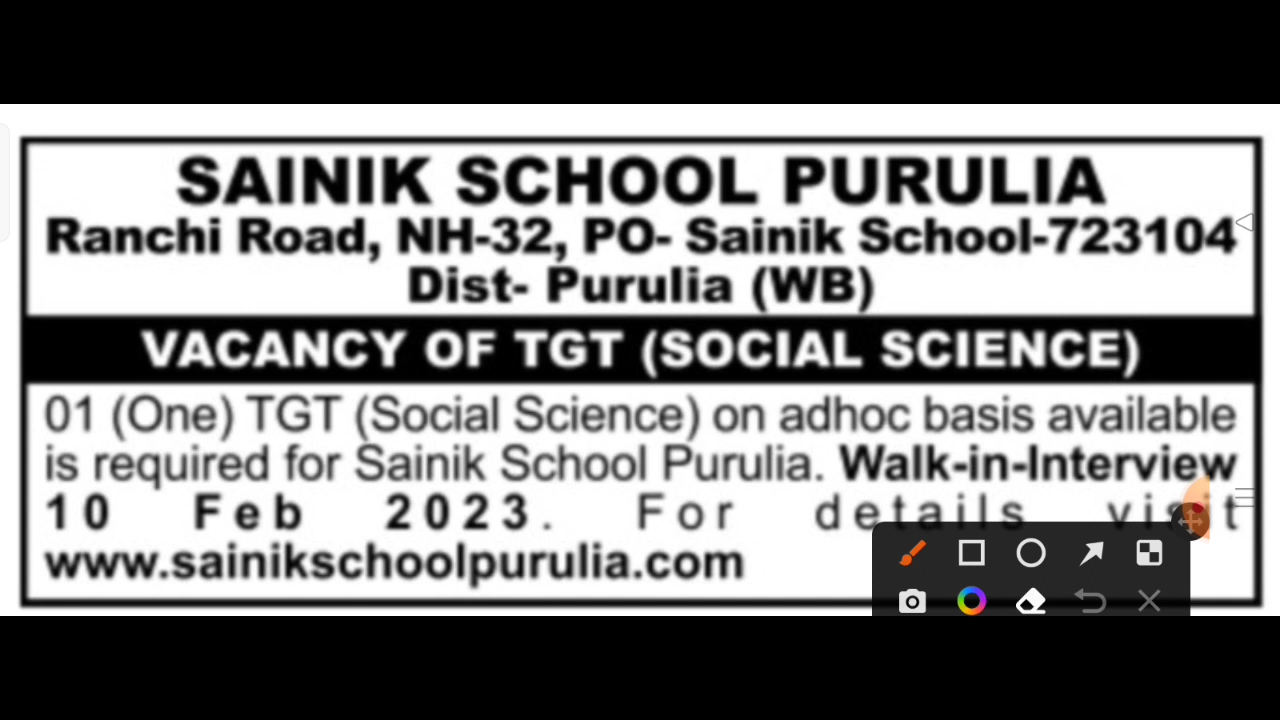 SAINIK SCHOOL PURULIA
Ranchi Road, NH-32, PO- Sainik School-723104
Dist- Purulia (WB)
VACANCY OF TGT (SOCIAL SCIENCE)
01 (One) TGT (Social Science) on adhoc basis available
is required for Sainik School Purulia. Walk-in-Interview
10 Feb 2023. For details visit
www.sainikschoolpurulia.com